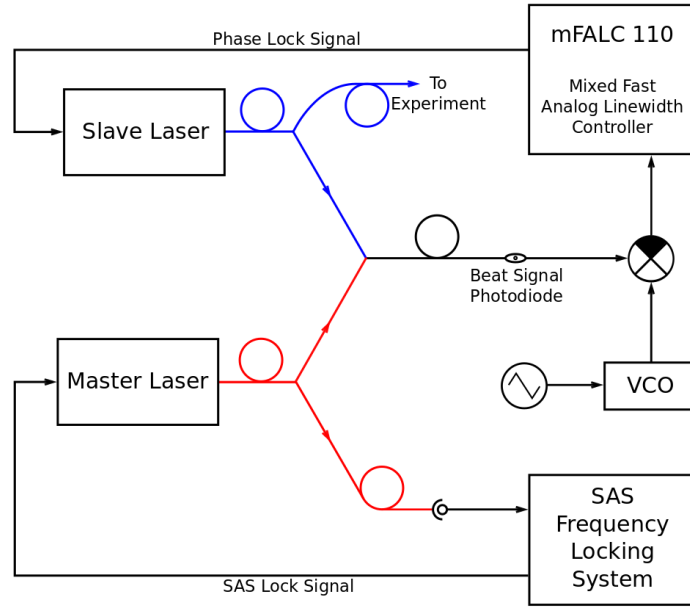 Phase Lock Signal
mFALC 110
Mixed Fast
Analog Linewidth
Controller
To
Experiment
Slave Laser
Beat Signal
Photodiode
Master Laser
VCO
SAS
Frequency
Locking
System
SAS Lock Signal